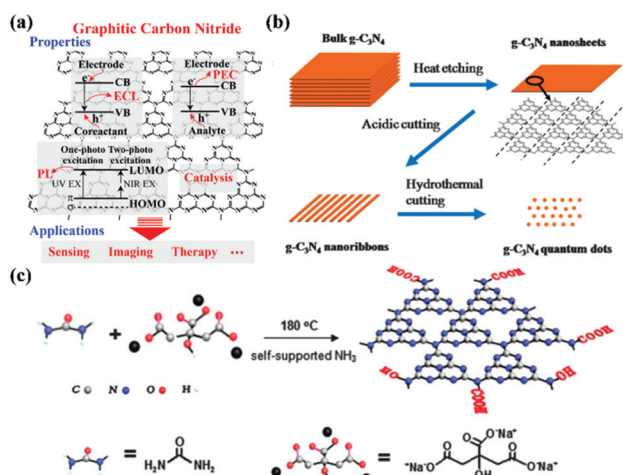 (a)
Graphitic Carbon Nitride
Properties
Electrode
e⁻
CB
ECL
VB
h⁺
Coreactant
Electrode
PEC
e⁻
CB
VB
h⁺
Analyte
One-photo Two-photo
excitation excitation
PL
LUMO
UV EX
NIR EX
Catalysis
π
HOMO
Applications
Sensing Imaging Therapy ...
(b)
Bulk g-C₃N₄
Heat etching
g-C₃N₄ nanosheets
Acidic cutting
Hydrothermal
cutting
g-C₃N₄ nanoribbons
g-C₃N₄ quantum dots
(c)
+
180 °C
self-supported NH₃
COOH
COOH
COOH
COOH
HO
OH
COOH
C N O H
=
O
H₂N NH₂
=
O O⁻Na⁺
O O
⁺Na⁻O OH O⁻Na⁺